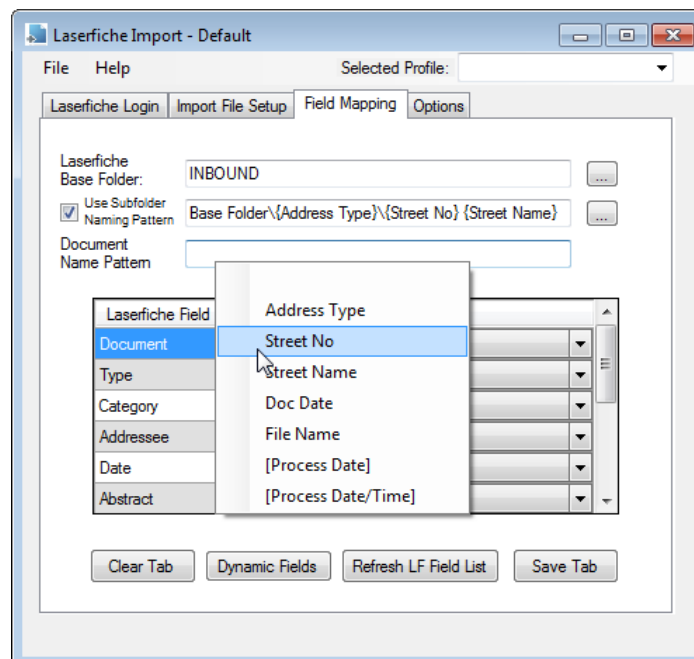 Laserfiche Import - Default
File Help Selected Profile:
Laserfiche Login Import File Setup Field Mapping Options
Laserfiche
Base Folder:
INBOUND
...
Use Subfolder
Naming Pattern
Base Folder\{Address Type}\{Street No} {Street Name}
...
Document
Name Pattern
Laserfiche Field
Document
Type
Category
Addressee
Date
Abstract
Address Type
Street No
Street Name
Doc Date
File Name
[Process Date]
[Process Date/Time]
Clear Tab Dynamic Fields Refresh LF Field List Save Tab